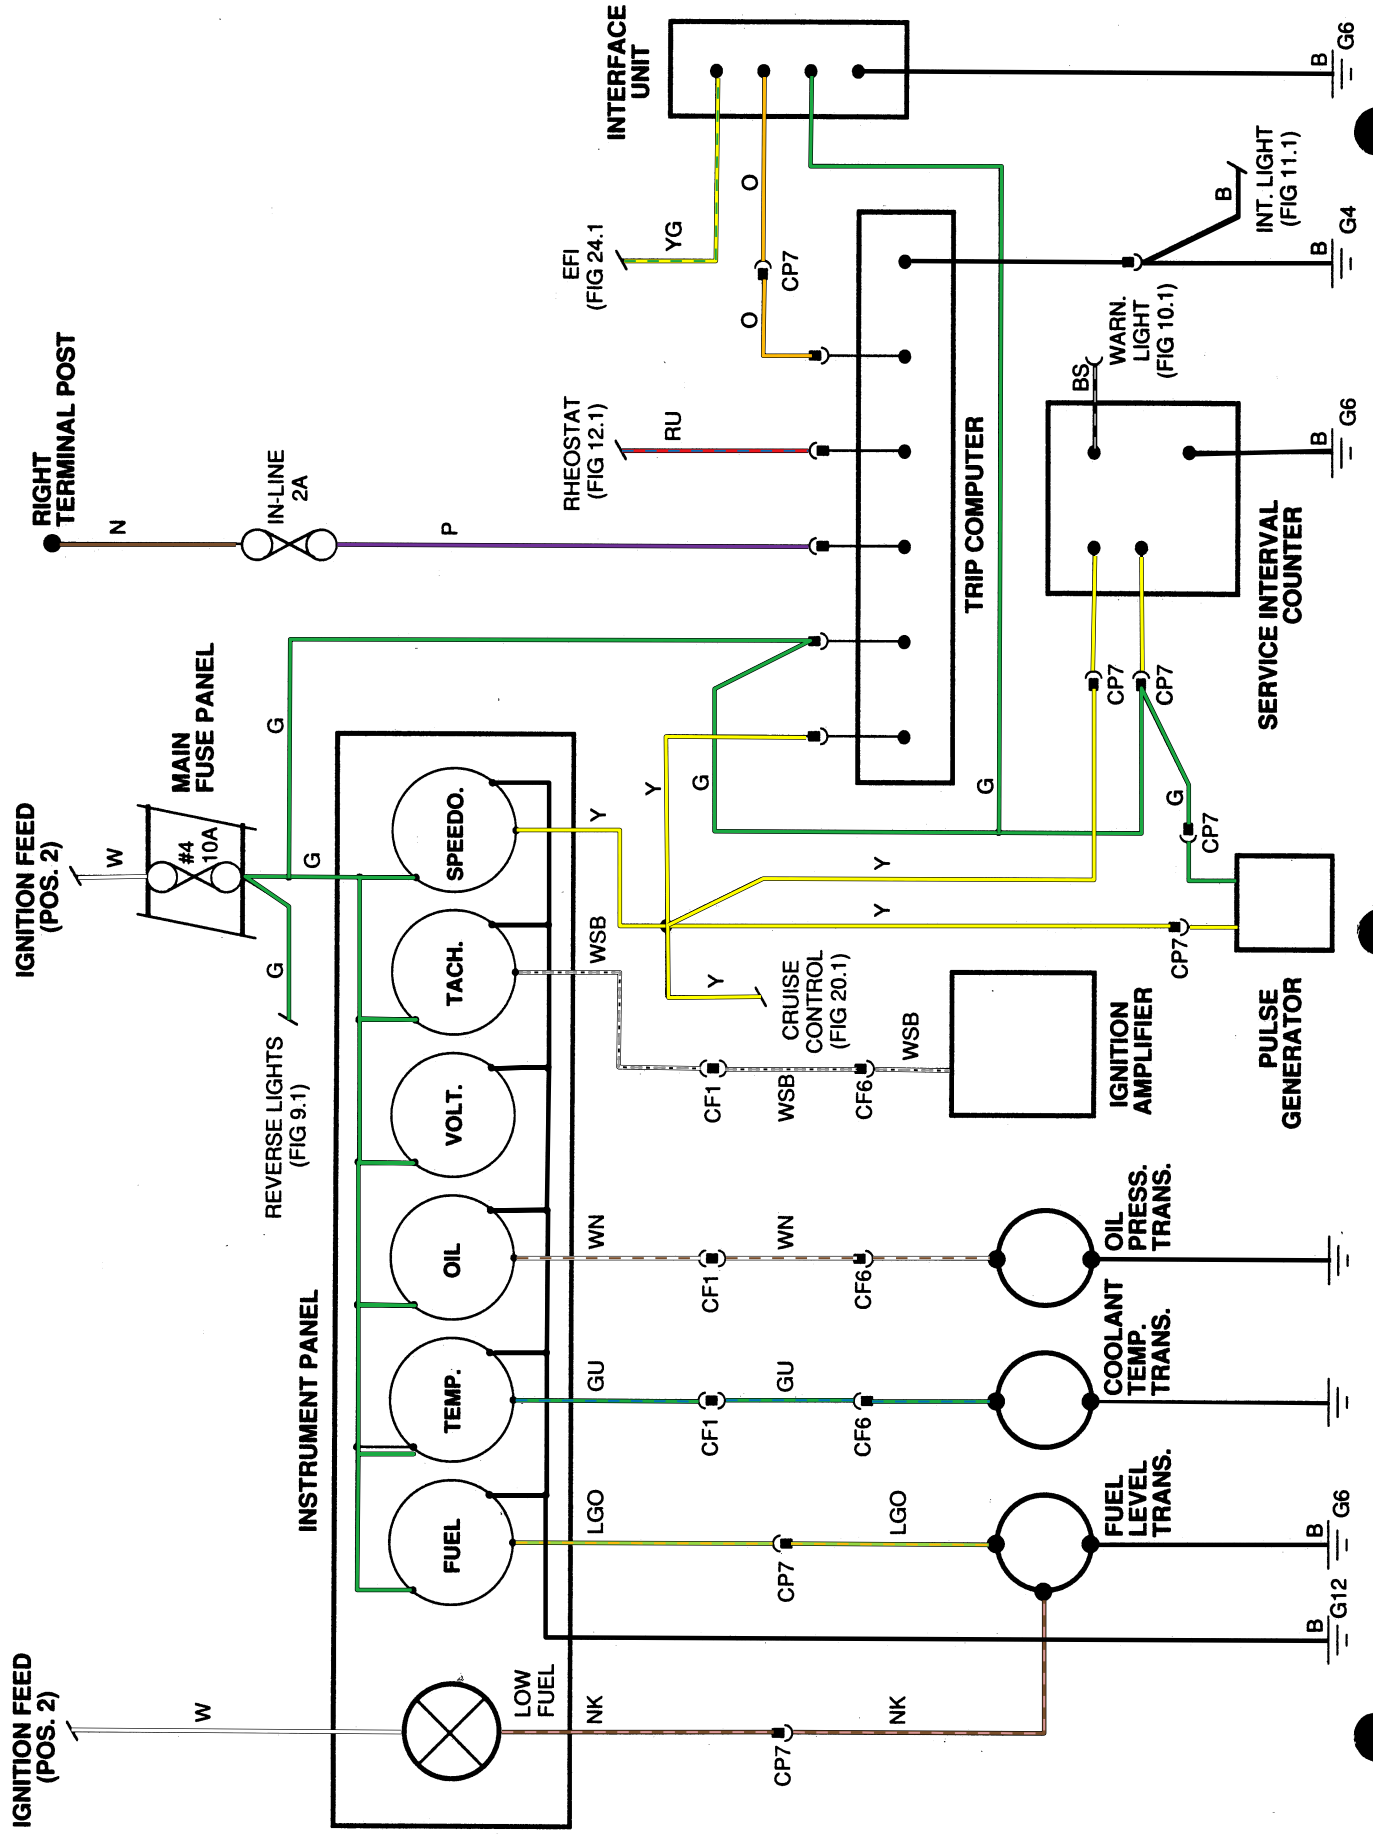 IGNITION FEED
(POS. 2)
IGNITION FEED
(POS. 2)
RIGHT
TERMINAL POST
W
W
N
MAIN
FUSE PANEL
#4
10A
IN-LINE
2A
REVERSE LIGHTS
(FIG 9.1)
G
G
G
INSTRUMENT PANEL
FUEL
TEMP.
OIL
VOLT.
TACH.
SPEEDO.
P
LOW
FUEL
NK
LGO
GU
WN
WSB
Y
RHEOSTAT
(FIG 12.1)
RU
EFI
(FIG 24.1
YG
INTERFACE
UNIT
Y
G
Y
CF1
CF1
CF1
CP7
CP7
O
O
CP7
GU
WN
WSB
CRUISE
CONTROL
(FIG 20.1)
CF6
CF6
CF6
NK
LGO
WSB
Y
Y
TRIP COMPUTER
G
FUEL
LEVEL
TRANS.
COOLANT
TEMP.
TRANS.
OIL
PRESS.
TRANS.
IGNITION
AMPLIFIER
CP7
CP7
CP7
G
CP7
BS
WARN.
LIGHT
(FIG 10.1)
PULSE
GENERATOR
SERVICE INTERVAL
COUNTER
B
INT. LIGHT
(FIG 11.1)
B
G12
B
G6
B
G6
B
G4
B
G6